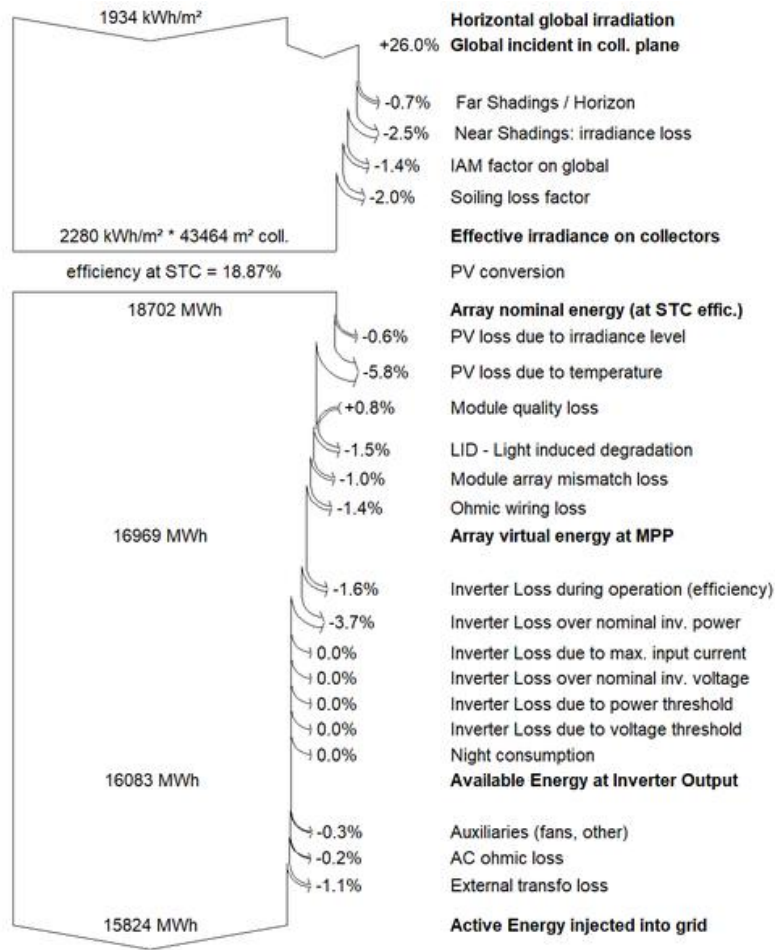 1934 kWh/m² Horizontal global irradiation
+26.0% Global incident in coll. plane
-0.7% Far Shadings / Horizon
-2.5% Near Shadings: irradiance loss
-1.4% IAM factor on global
-2.0% Soiling loss factor
2280 kWh/m² * 43464 m² coll. Effective irradiance on collectors
efficiency at STC = 18.87% PV conversion
18702 MWh Array nominal energy (at STC effic.)
-0.6% PV loss due to irradiance level
-5.8% PV loss due to temperature
+0.8% Module quality loss
-1.5% LID - Light induced degradation
-1.0% Module array mismatch loss
-1.4% Ohmic wiring loss
16969 MWh Array virtual energy at MPP
-1.6% Inverter Loss during operation (efficiency)
-3.7% Inverter Loss over nominal inv. power
0.0% Inverter Loss due to max. input current
0.0% Inverter Loss over nominal inv. voltage
0.0% Inverter Loss due to power threshold
0.0% Inverter Loss due to voltage threshold
0.0% Night consumption
16083 MWh Available Energy at Inverter Output
-0.3% Auxiliaries (fans, other)
-0.2% AC ohmic loss
-1.1% External transfo loss
15824 MWh Active Energy injected into grid